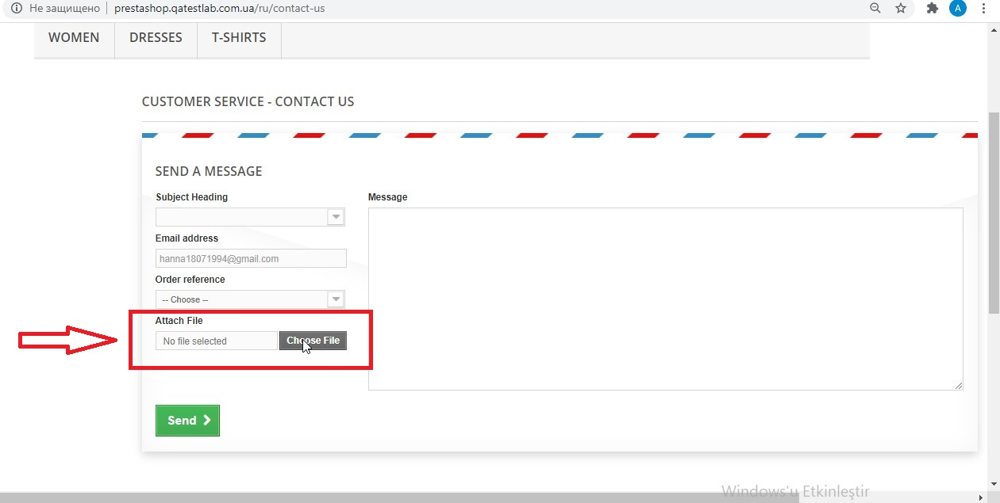 Не защищено prestashop.qatestlab.com.ua/ru/contact-us A
WOMEN DRESSES T-SHIRTS
CUSTOMER SERVICE - CONTACT US
SEND A MESSAGE
Subject Heading
Email address
hanna18071994@gmail.com
Order reference
-- Choose --
Attach File
No file selected Choose File
Send
Message
Windows'u Etkinleştir